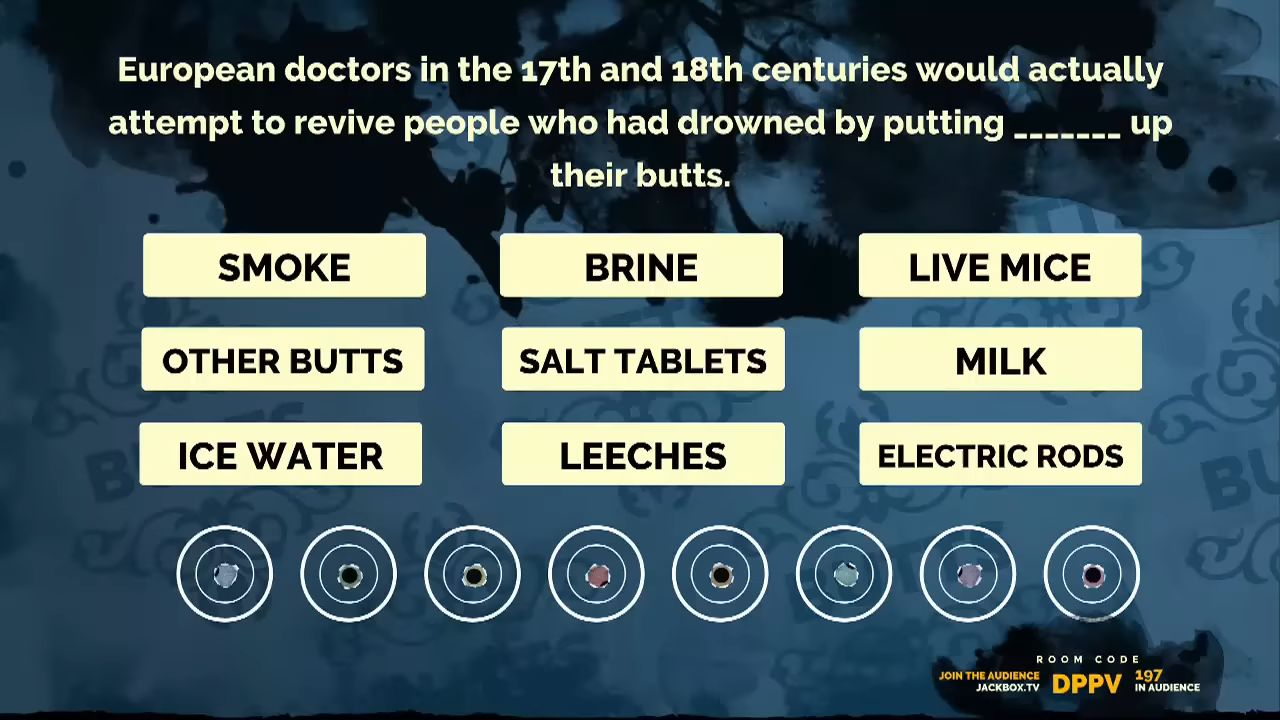 European doctors in the 17th and 18th centuries would actually
attempt to revive people who had drowned by putting _______ up
their butts.
SMOKE
BRINE
LIVE MICE
OTHER BUTTS
SALT TABLETS
MILK
ICE WATER
LEECHES
ELECTRIC RODS
ROOM CODE
JOIN THE AUDIENCE
JACKBOX.TV
DPPV
197
IN AUDIENCE